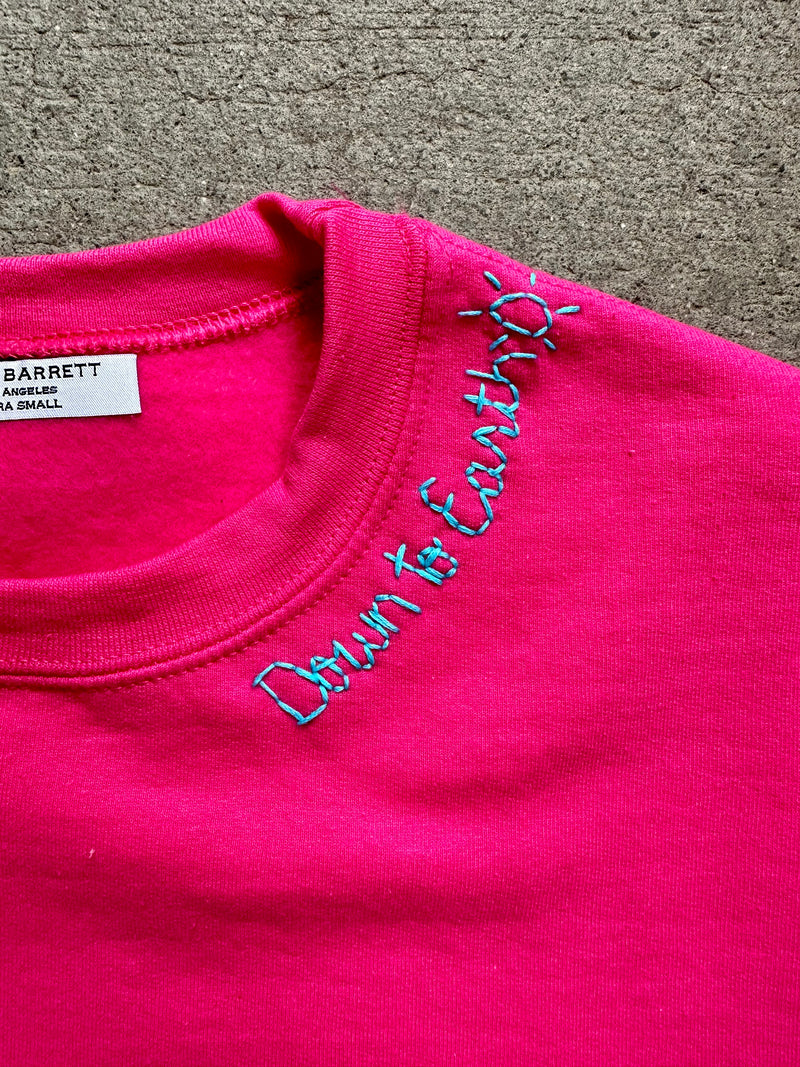 BARRETT
ANGELES
RA SMALL
Down to Earth